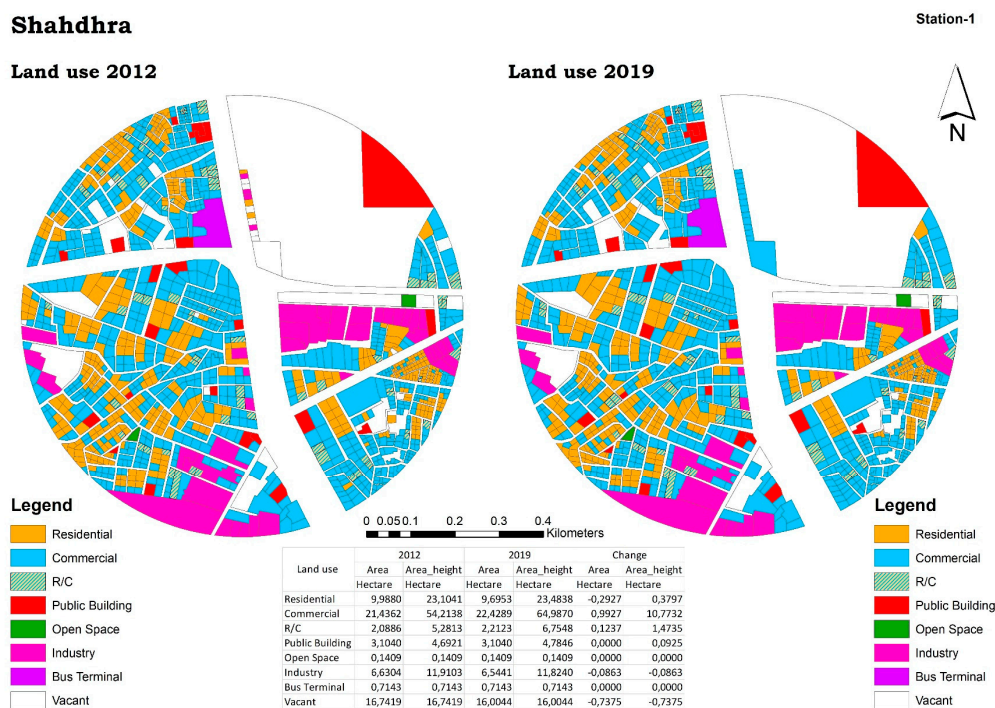 Shahdhra
Station-1
Land use 2012
Land use 2019
N
Legend
Residential
Commercial
R/C
Public Building
Open Space
Industry
Bus Terminal
Vacant
0 0.05 0.1 0.2 0.3 0.4
Kilometers
Land use 2012 2019 Change
Area Area_height Area Area_height Area Area_height
Hectare Hectare Hectare Hectare Hectare Hectare
Residential 9,9880 23,1041 9,6953 23,4838 -0,2927 0,3797
Commercial 21,4362 54,2138 22,4289 64,9870 0,9927 10,7732
R/C 2,0886 5,2813 2,2123 6,7548 0,1237 1,4735
Public Building 3,1040 4,6921 3,1040 4,7846 0,0000 0,0925
Open Space 0,1409 0,1409 0,1409 0,1409 0,0000 0,0000
Industry 6,6304 11,9103 6,5441 11,8240 -0,0863 -0,0863
Bus Terminal 0,7143 0,7143 0,7143 0,7143 0,0000 0,0000
Vacant 16,7419 16,7419 16,0044 16,0044 -0,7375 -0,7375
Legend
Residential
Commercial
R/C
Public Building
Open Space
Industry
Bus Terminal
Vacant